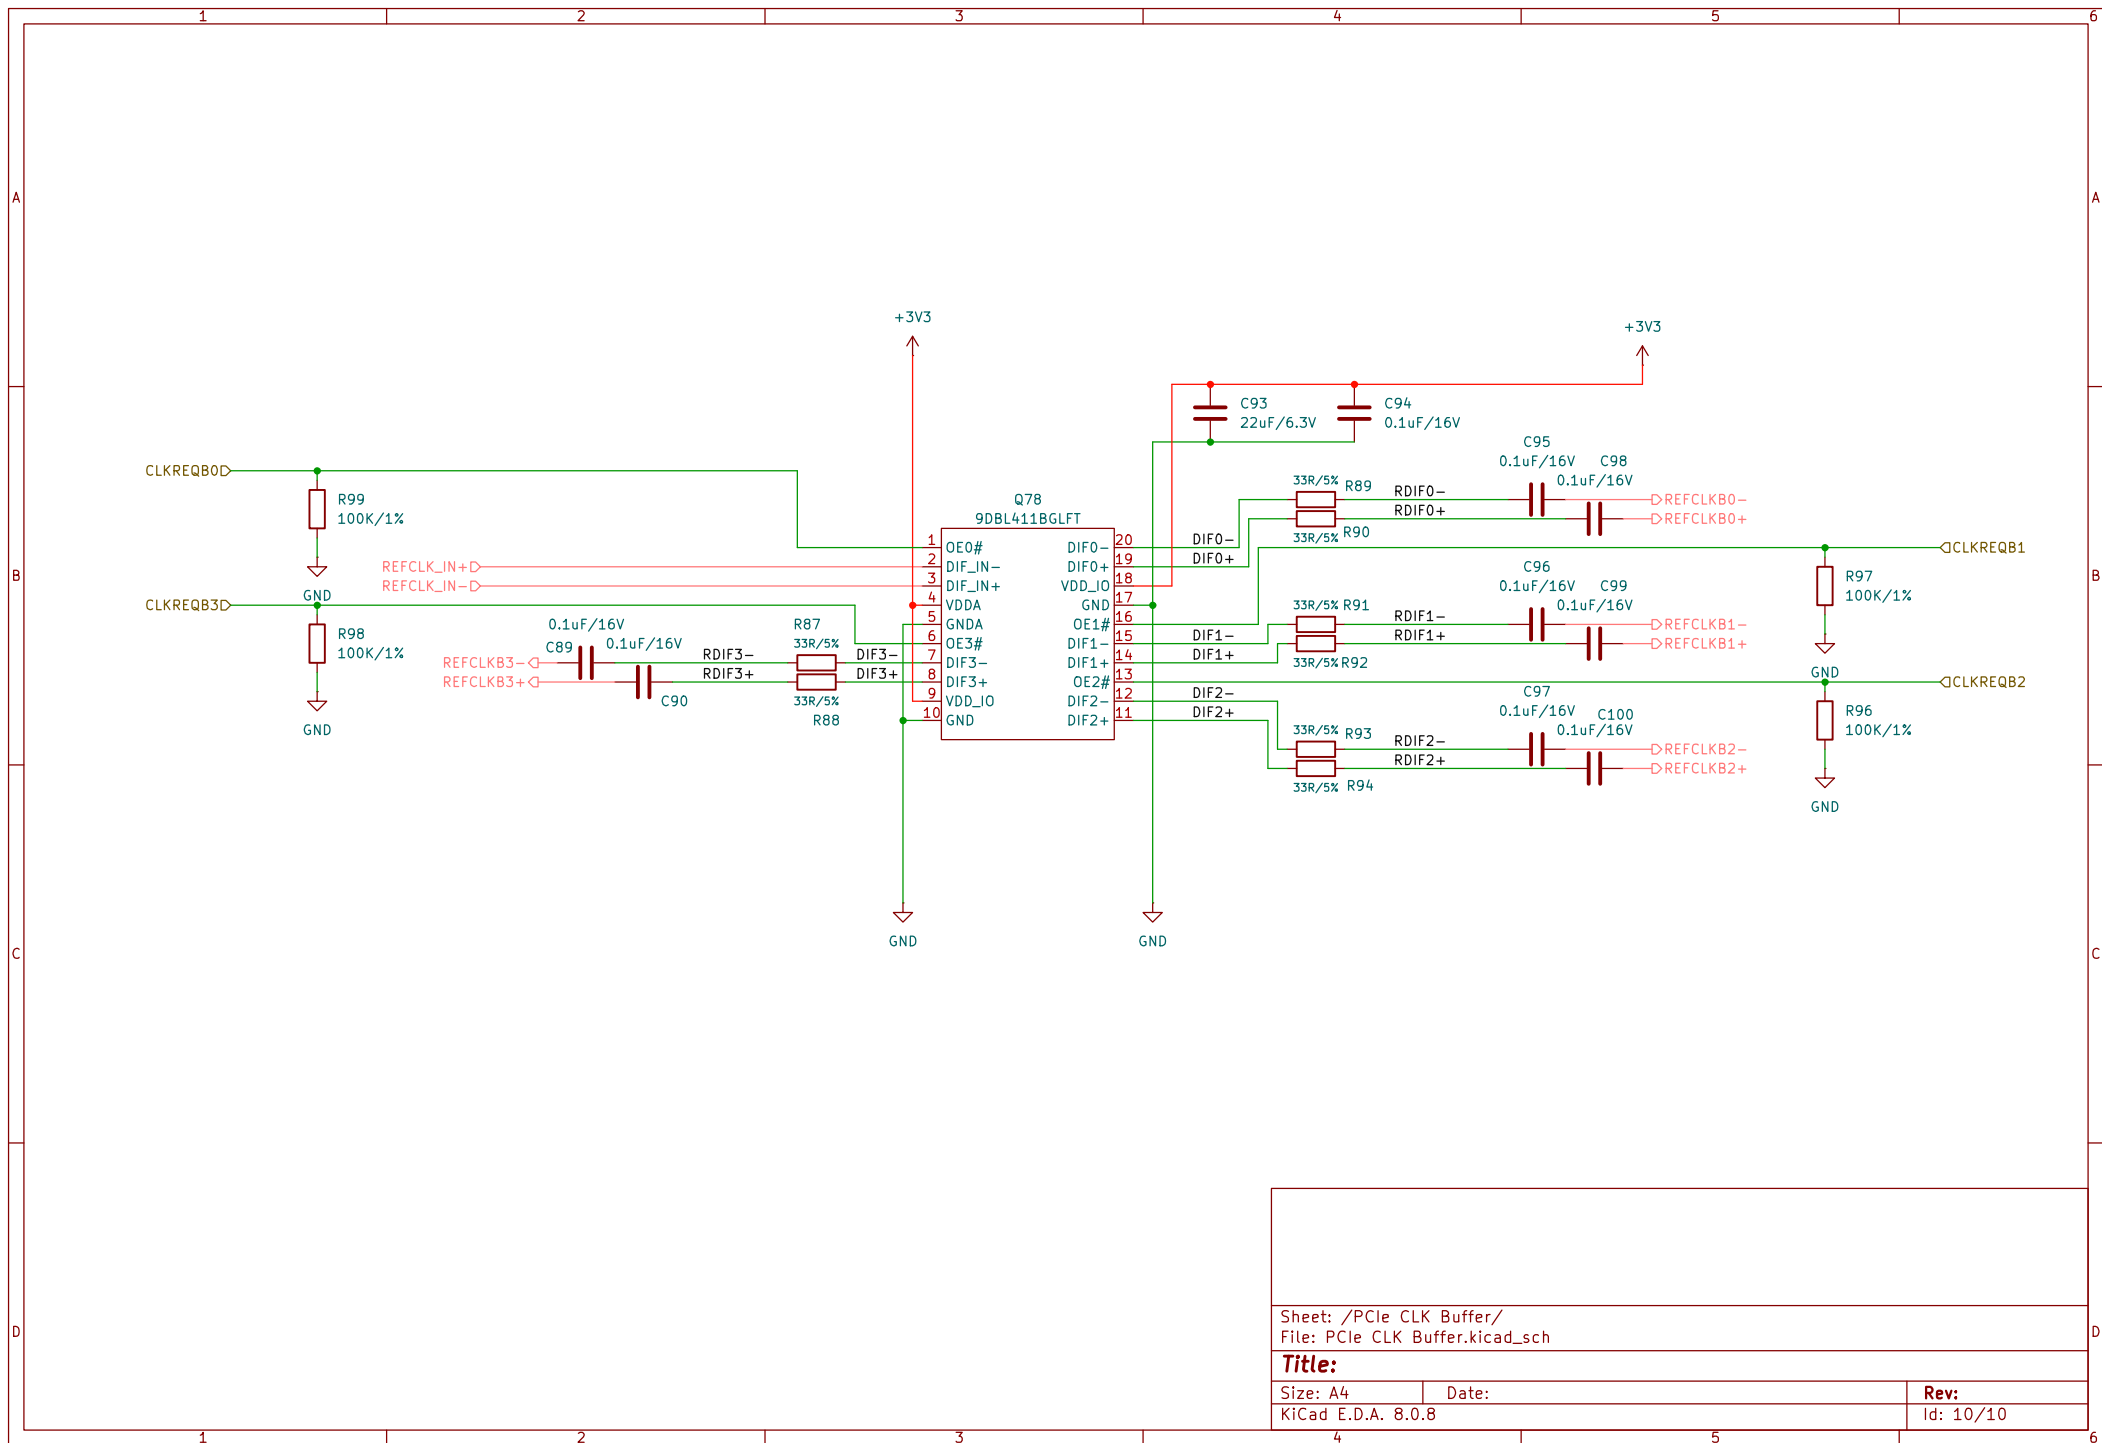 1 2 3 4 5 6
A A
+3V3
+3V3
C93
22uF/6.3V
C94
0.1uF/16V
C95
0.1uF/16V
C98
0.1uF/16V
CLKREQB0
R99
100K/1%
GND
33R/5%
R89
RDIF0-
REFCLKB0-
RDIF0+
REFCLKB0+
33R/5%
R90
Q78
9DBL411BGLFT
1 OE0# DIF0- 20
2 DIF_IN- DIF0+ 19
3 DIF_IN+ VDD_IO 18
4 VDDA GND 17
5 GNDA OE1# 16
6 OE3# DIF1- 15
7 DIF3- DIF1+ 14
8 DIF3+ OE2# 13
9 VDD_IO DIF2- 12
10 GND DIF2+ 11
DIF0-
DIF0+
CLKREQB1
REFCLK_IN+
REFCLK_IN-
B B
C96
0.1uF/16V
C99
0.1uF/16V
R97
100K/1%
GND
CLKREQB3
R98
100K/1%
GND
33R/5%
R91
RDIF1-
REFCLKB1-
RDIF1+
REFCLKB1+
33R/5%
R92
DIF1-
DIF1+
0.1uF/16V
C89
0.1uF/16V
C90
R87
33R/5%
REFCLKB3-
RDIF3-
DIF3-
REFCLKB3+
RDIF3+
DIF3+
33R/5%
R88
CLKREQB2
DIF2-
DIF2+
C97
0.1uF/16V
C100
0.1uF/16V
R96
100K/1%
GND
33R/5%
R93
RDIF2-
REFCLKB2-
RDIF2+
REFCLKB2+
33R/5%
R94
GND
GND
C C
D D
Sheet: /PCIe CLK Buffer/
File: PCIe CLK Buffer.kicad_sch
Title:
Size: A4 Date: Rev:
KiCad E.D.A. 8.0.8 Id: 10/10
1 2 3 4 5 6